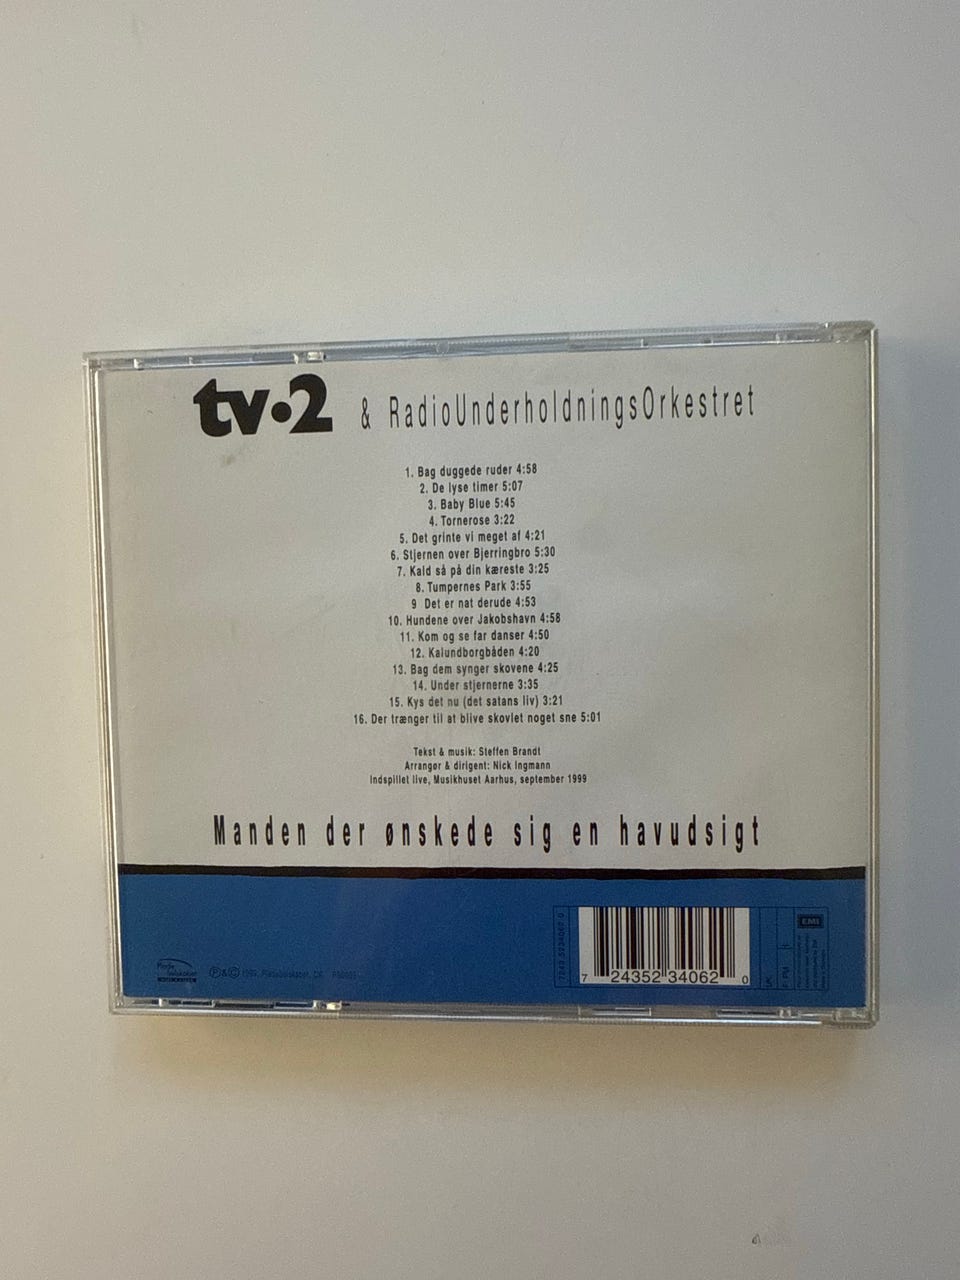 tv·2 & RadioUnderholdningsOrkestret
1. Bag duggede ruder 4:58
2. De lyse timer 5:07
3. Baby Blue 5:45
4. Tornerose 3:22
5. Det grinte vi meget af 4:21
6. Stjernen over Bjerringbro 5:30
7. Kald så på din kæreste 3:25
8. Tumpernes Park 3:55
9 Det er nat derude 4:53
10. Hundene over Jakobshavn 4:58
11. Kom og se far danser 4:50
12. Kalundborgbåden 4:20
13. Bag dem synger skovene 4:25
14. Under stjernerne 3:35
15. Kys det nu (det satans liv) 3:21
16. Der trænger til at blive skovlet noget sne 5:01
Tekst & musik: Steffen Brandt
Arrangør & dirigent: Nick Ingmann
Indspillet live, Musikhuset Aarhus, september 1999
Manden der ønskede sig en havudsigt
℗&© 1999, Pladeselskabet, DK
7 24352 34062 0
EMI